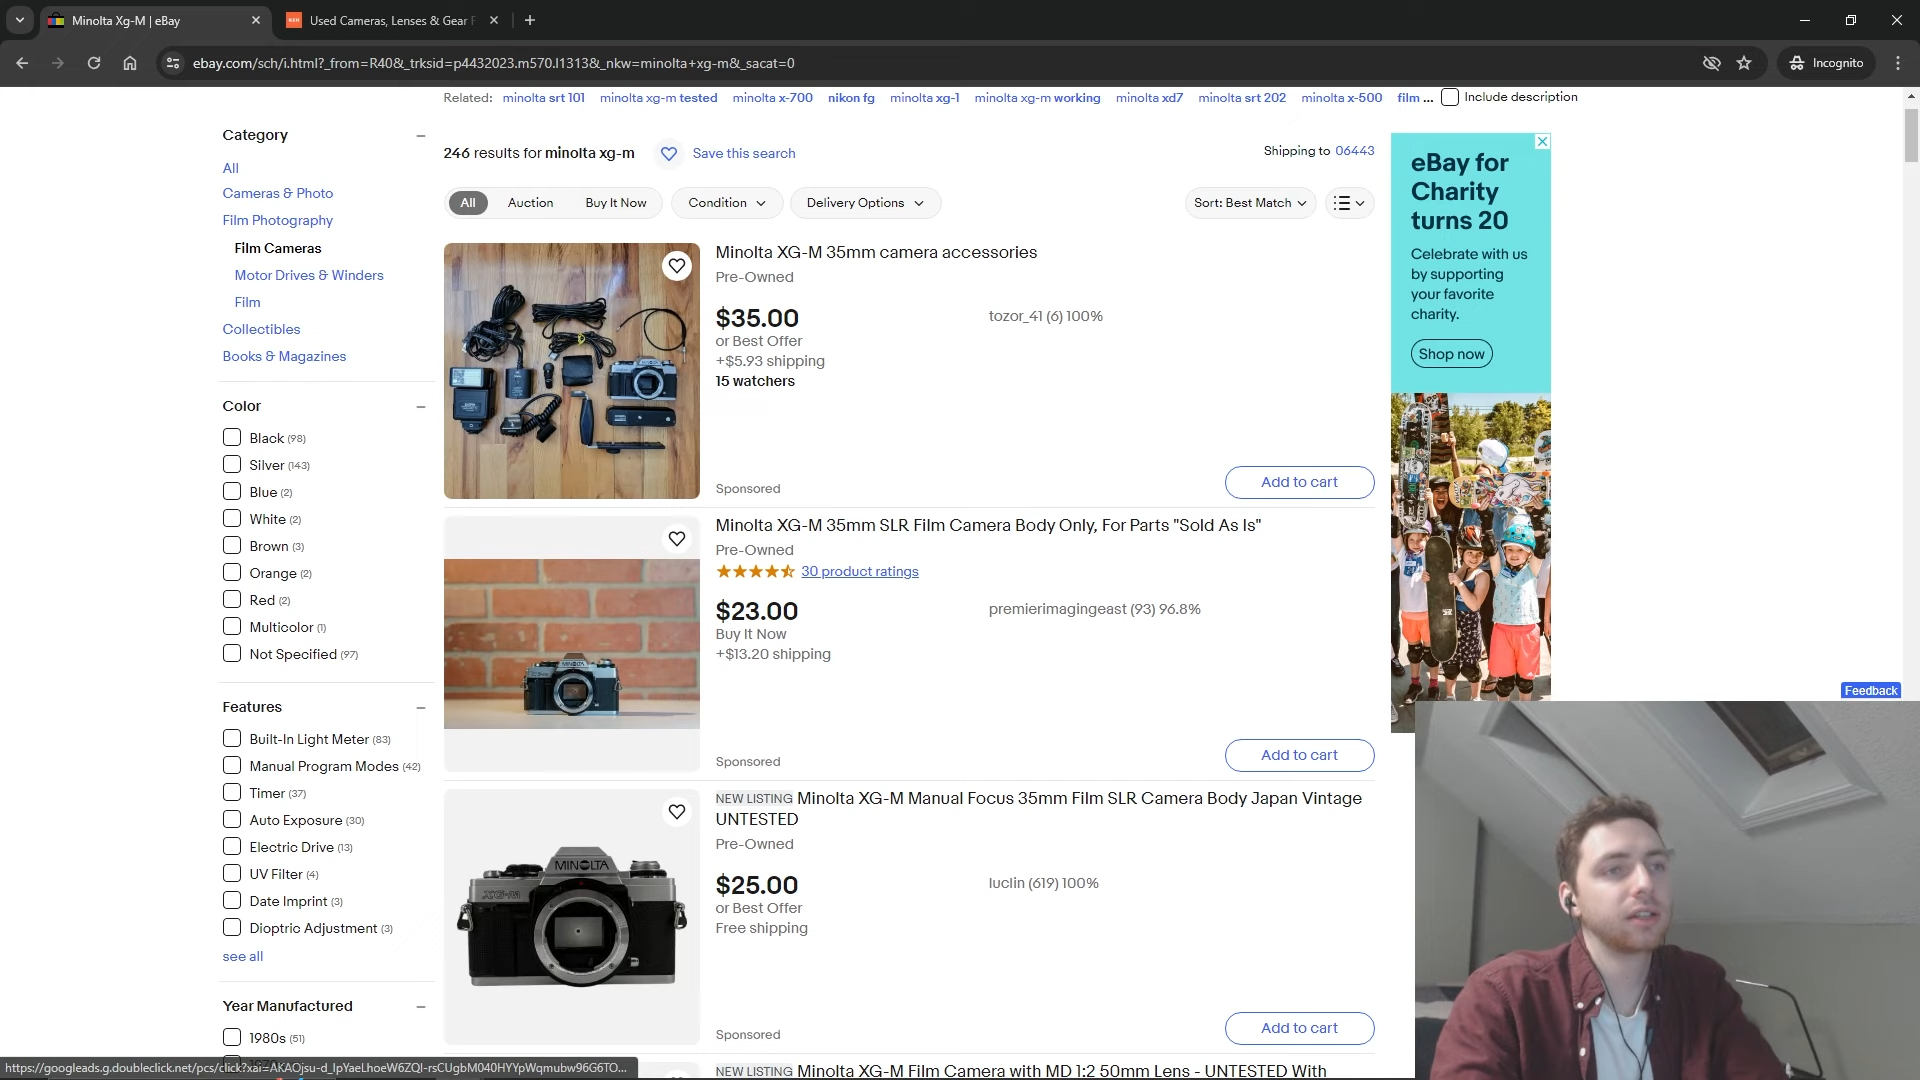 Minolta Xg-M | eBay
Used Cameras, Lenses & Gear F
ebay.com/sch/i.html?_from=R40&_trksid=p4432023.m570.l1313&_nkw=minolta+xg-m&_sacat=0
Incognito
Related: minolta srt 101 minolta xg-m tested minolta x-700 nikon fg minolta xg-1 minolta xg-m working minolta xd7 minolta srt 202 minolta x-500 film ... Include description
Category
All
Cameras & Photo
Film Photography
Film Cameras
Motor Drives & Winders
Film
Collectibles
Books & Magazines
Color
Black (98)
Silver (143)
Blue (2)
White (2)
Brown (3)
Orange (2)
Red (2)
Multicolor (1)
Not Specified (97)
Features
Built-In Light Meter (83)
Manual Program Modes (42)
Timer (37)
Auto Exposure (30)
Electric Drive (13)
UV Filter (4)
Date Imprint (3)
Dioptric Adjustment (3)
see all
Year Manufactured
1980s (51)
246 results for minolta xg-m
Save this search
Shipping to 06443
All Auction Buy It Now Condition Delivery Options Sort: Best Match
Minolta XG-M 35mm camera accessories
Pre-Owned
$35.00
or Best Offer
+$5.93 shipping
15 watchers
tozor_41 (6) 100%
Sponsored
Add to cart
Minolta XG-M 35mm SLR Film Camera Body Only, For Parts "Sold As Is"
Pre-Owned
30 product ratings
$23.00
Buy It Now
+$13.20 shipping
premierimagingeast (93) 96.8%
Sponsored
Add to cart
MINOLTA
XG-M
NEW LISTING Minolta XG-M Manual Focus 35mm Film SLR Camera Body Japan Vintage
UNTESTED
Pre-Owned
$25.00
or Best Offer
Free shipping
luclin (619) 100%
Sponsored
Add to cart
NEW LISTING Minolta XG-M Film Camera with MD 1:2 50mm Lens - UNTESTED With
eBay for
Charity
turns 20
Celebrate with us
by supporting
your favorite
charity.
Shop now
Feedback